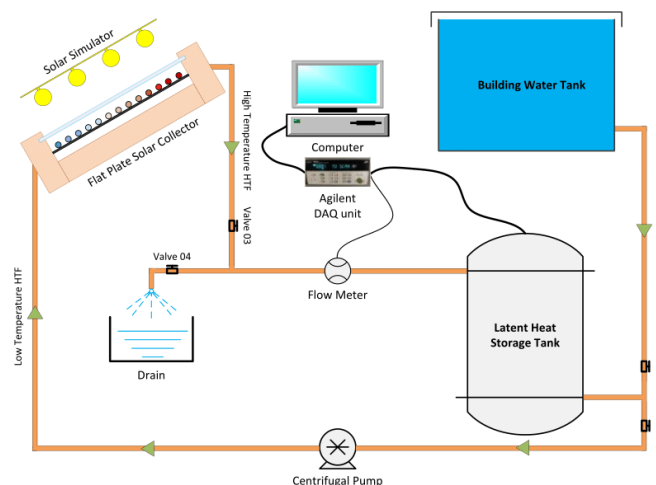 Solar Simulator
Flat Plate Solar Collector
High Temperature HTF
Computer
Agilent
DAQ unit
Building Water Tank
Valve 03
Valve 04
Flow Meter
Low Temperature HTF
Drain
Latent Heat
Storage Tank
Centrifugal Pump